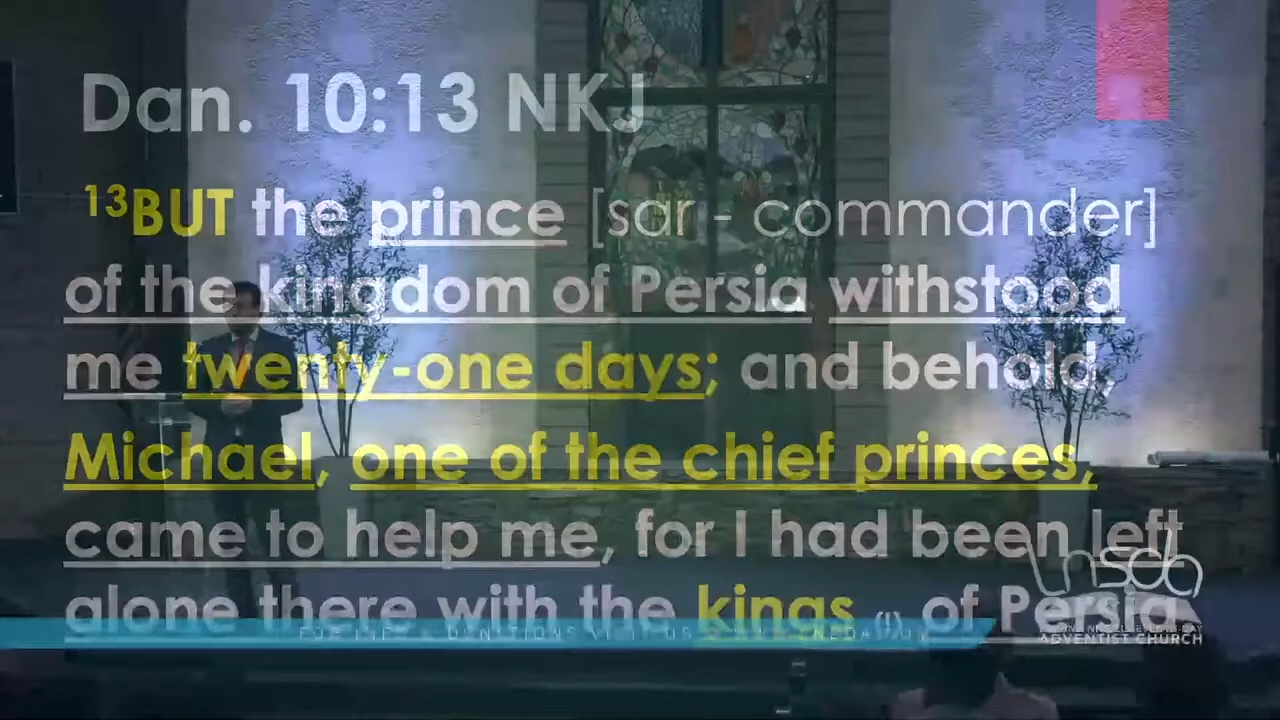 Dan. 10:13 NKJ
13BUT the prince [sar - commander]
of the kingdom of Persia withstood
me twenty-one days; and behold,
Michael, one of the chief princes,
came to help me, for I had been left
alone there with the kings (!) of Persia.
VISIT US
ADVENTIST CHURCH